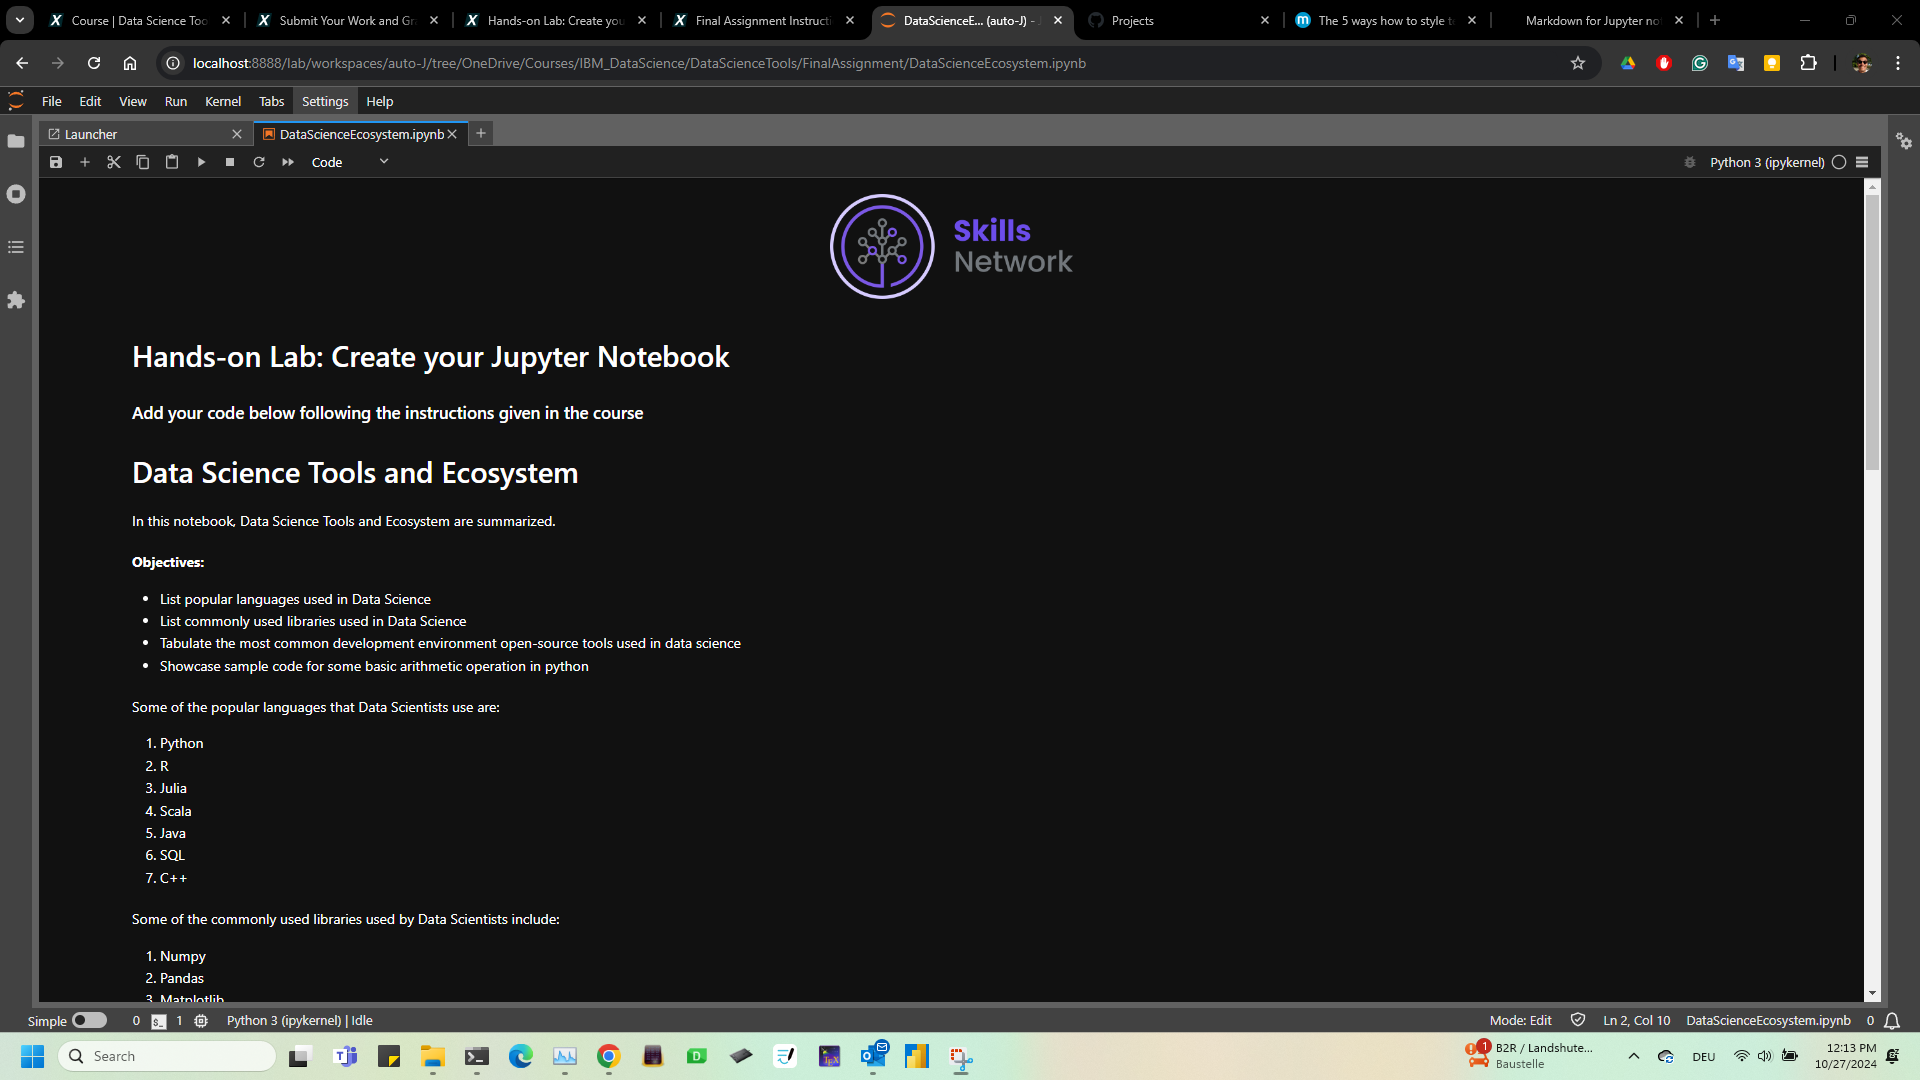 Course | Data Science Too
Submit Your Work and Gr
Hands-on Lab: Create you
Final Assignment Instructi
DataScienceE... (auto-J) - J
Projects
The 5 ways how to style te
Markdown for Jupyter no
localhost:8888/lab/workspaces/auto-J/tree/OneDrive/Courses/IBM_DataScience/DataScienceTools/FinalAssignment/DataScienceEcosystem.ipynb
File Edit View Run Kernel Tabs Settings Help
Launcher
DataScienceEcosystem.ipynb
Code
Python 3 (ipykernel)
Skills
Network
Hands-on Lab: Create your Jupyter Notebook
Add your code below following the instructions given in the course
Data Science Tools and Ecosystem
In this notebook, Data Science Tools and Ecosystem are summarized.
Objectives:
• List popular languages used in Data Science
• List commonly used libraries used in Data Science
• Tabulate the most common development environment open-source tools used in data science
• Showcase sample code for some basic arithmetic operation in python
Some of the popular languages that Data Scientists use are:
1. Python
2. R
3. Julia
4. Scala
5. Java
6. SQL
7. C++
Some of the commonly used libraries used by Data Scientists include:
1. Numpy
2. Pandas
3. Matplotlib
Simple 0 1 Python 3 (ipykernel) | Idle
Mode: Edit Ln 2, Col 10 DataScienceEcosystem.ipynb 0
Search
1 B2R / Landshute...
Baustelle
DEU
12:13 PM
10/27/2024